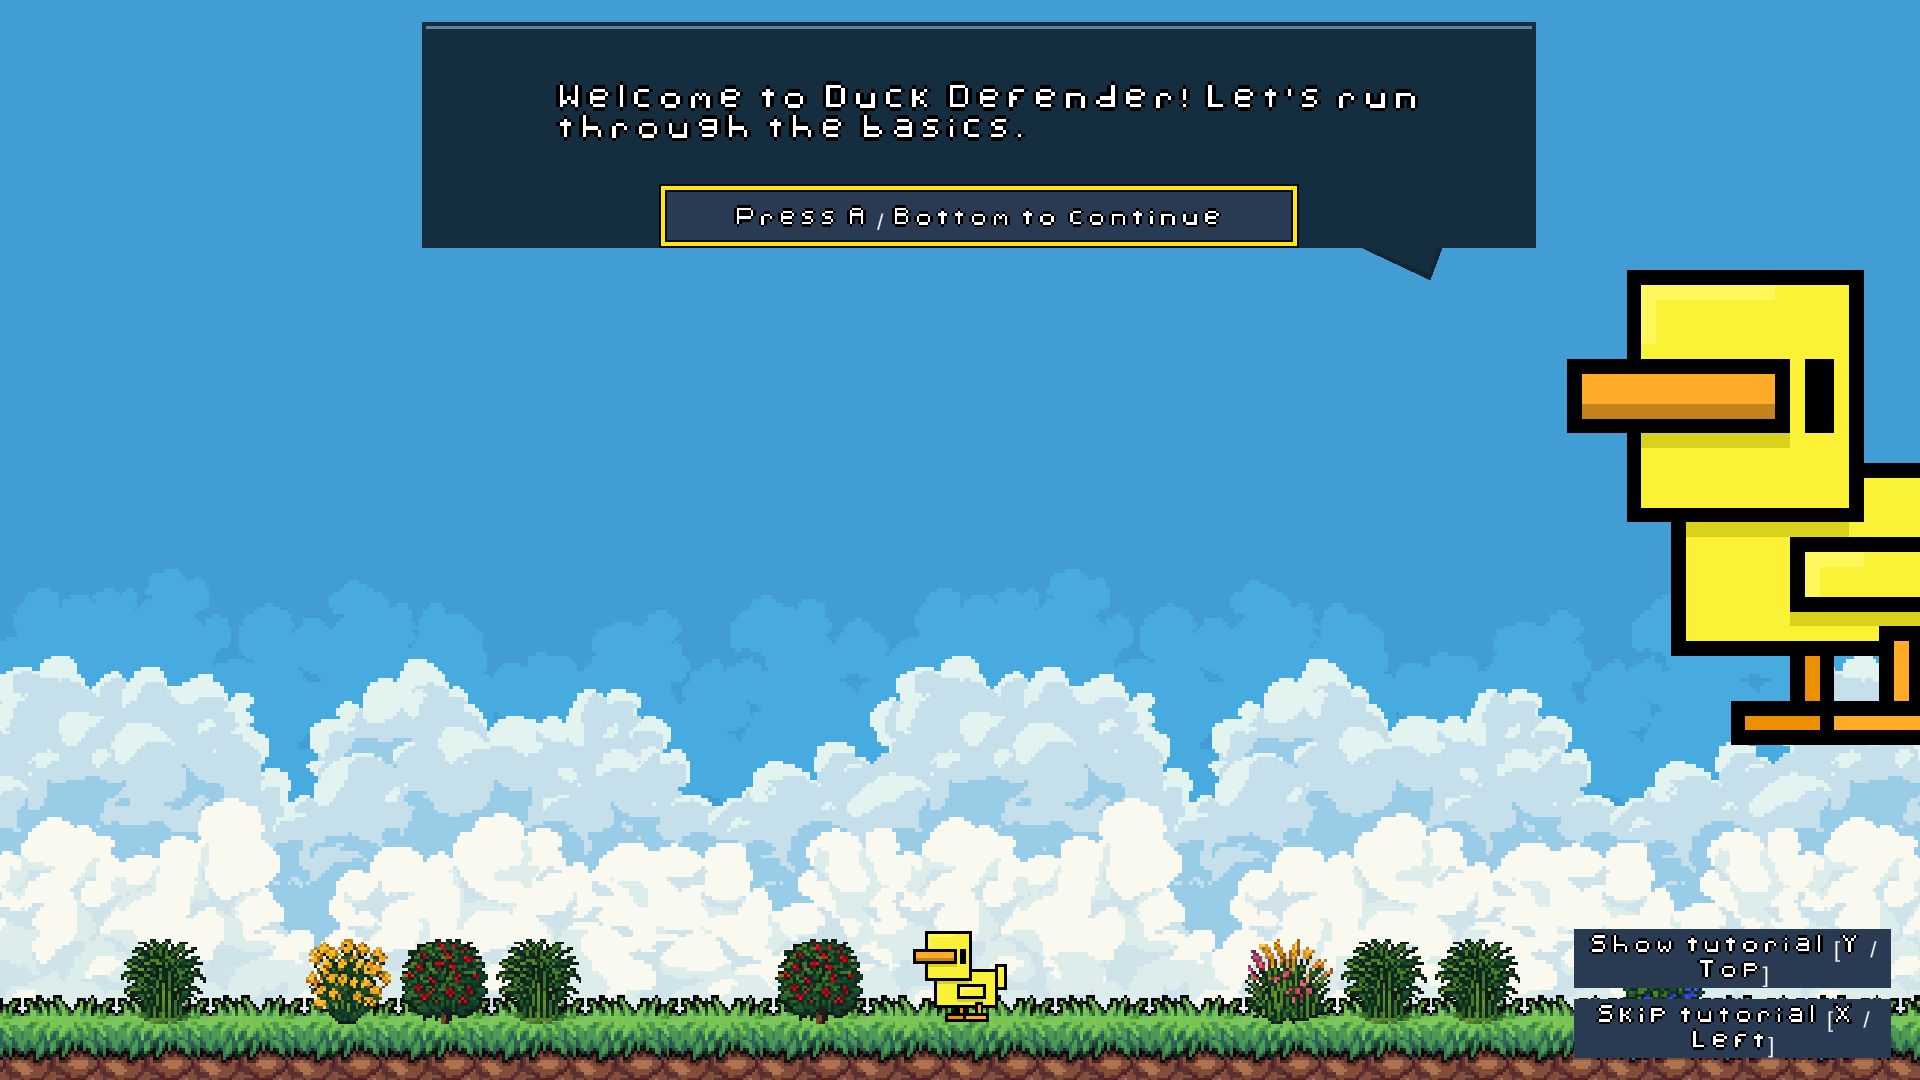 Welcome to Duck Defender! Let's run
through the basics.
Press A / Bottom to continue
Show tutorial [Y /
Top]
Skip tutorial [X /
Left]